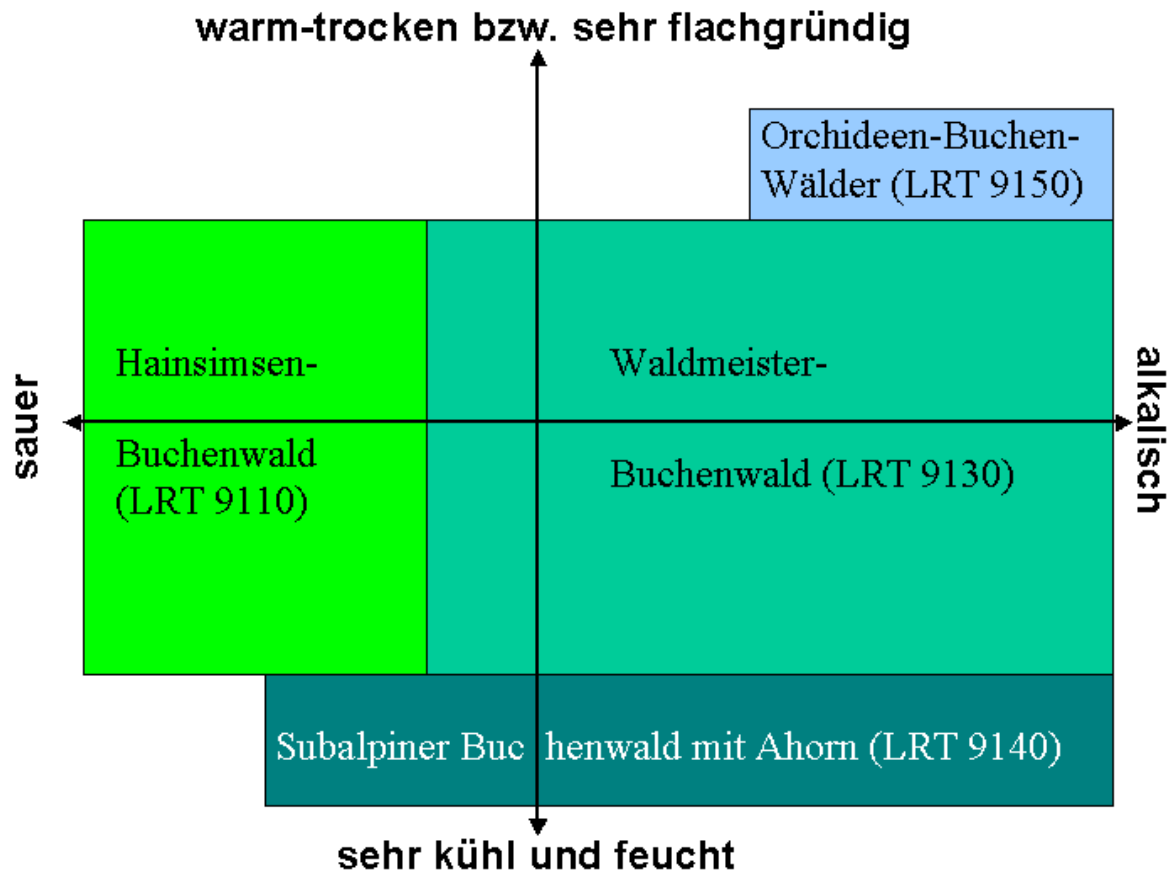 warm-trocken bzw. sehr flachgründig
Orchideen-Buchen-
Wälder (LRT 9150)
Hainsimsen-
Buchenwald
(LRT 9110)
Waldmeister-
Buchenwald (LRT 9130)
sauer
alkalisch
Subalpiner Buc henwald mit Ahorn (LRT 9140)
sehr kühl und feucht